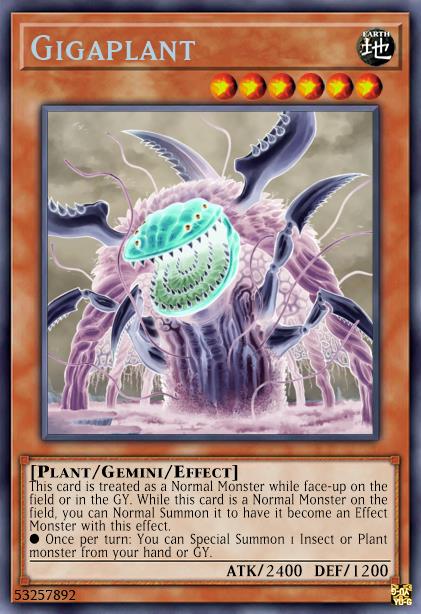 GIGAPLANT
EARTH
地
[PLANT/GEMINI/EFFECT]
This card is treated as a Normal Monster while face-up on the
field or in the GY. While this card is a Normal Monster on the
field, you can Normal Summon it to have it become an Effect
Monster with this effect.
● Once per turn: You can Special Summon 1 Insect or Plant
monster from your hand or GY.
ATK/2400 DEF/1200
53257892